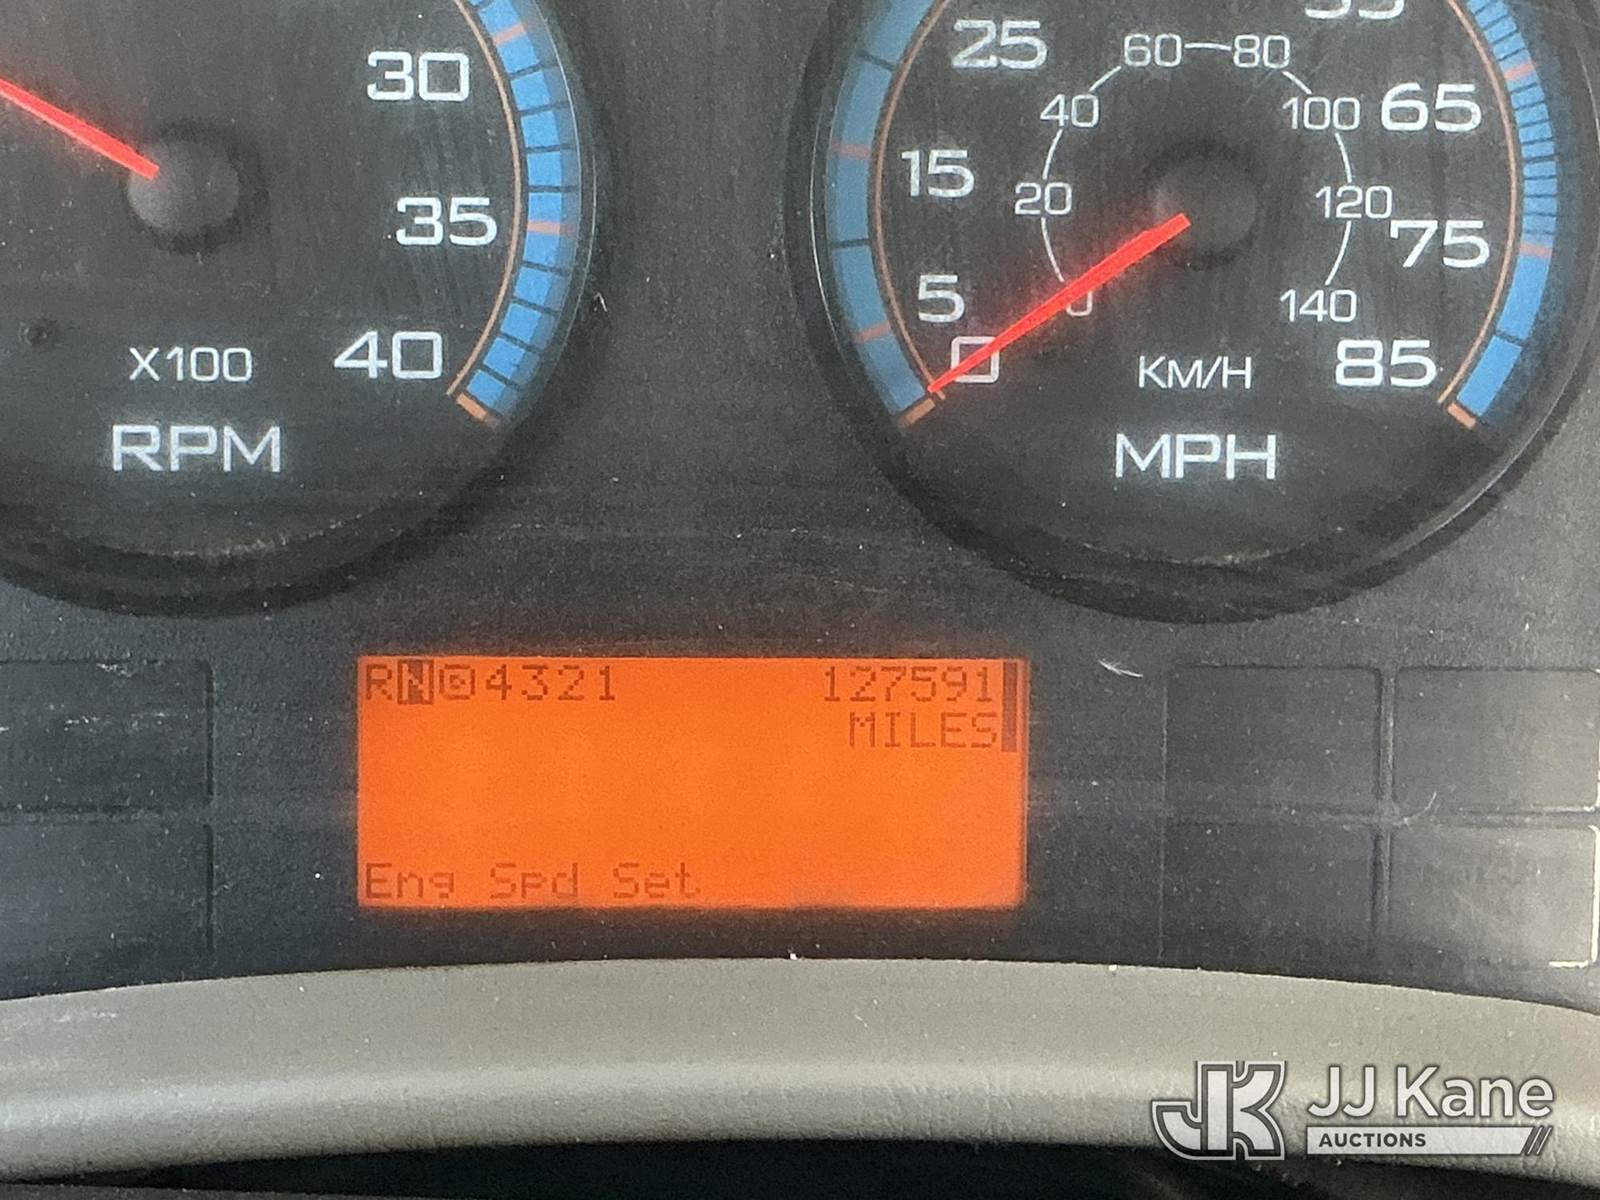 30
35
40
X100
RPM
25
15
5
0
60 80
40 100
20 120
0 140
65
75
85
KM/H
MPH
RN@4321 127591
MILES
Eng Spd Set
JJ Kane
AUCTIONS